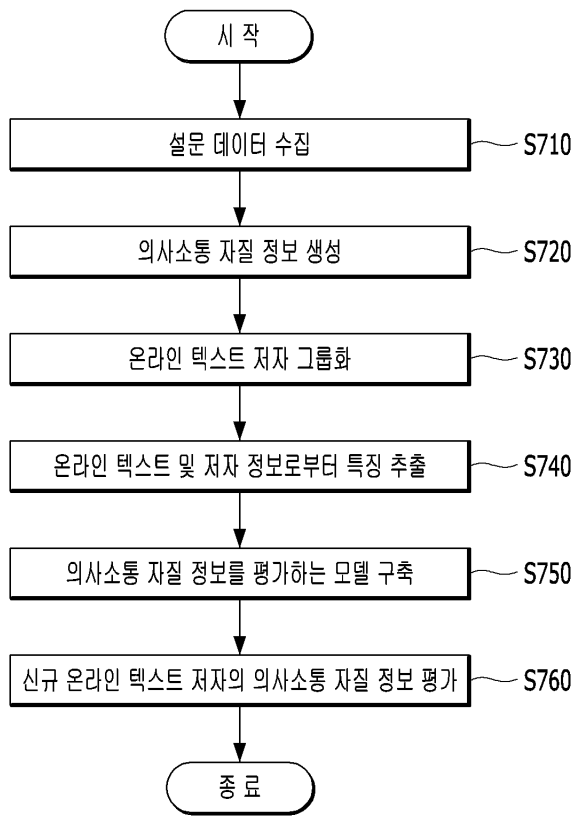 시 작
설문 데이터 수집
S710
의사소통 자질 정보 생성
S720
온라인 텍스트 저자 그룹화
S730
온라인 텍스트 및 저자 정보로부터 특징 추출
S740
의사소통 자질 정보를 평가하는 모델 구축
S750
신규 온라인 텍스트 저자의 의사소통 자질 정보 평가
S760
종 료